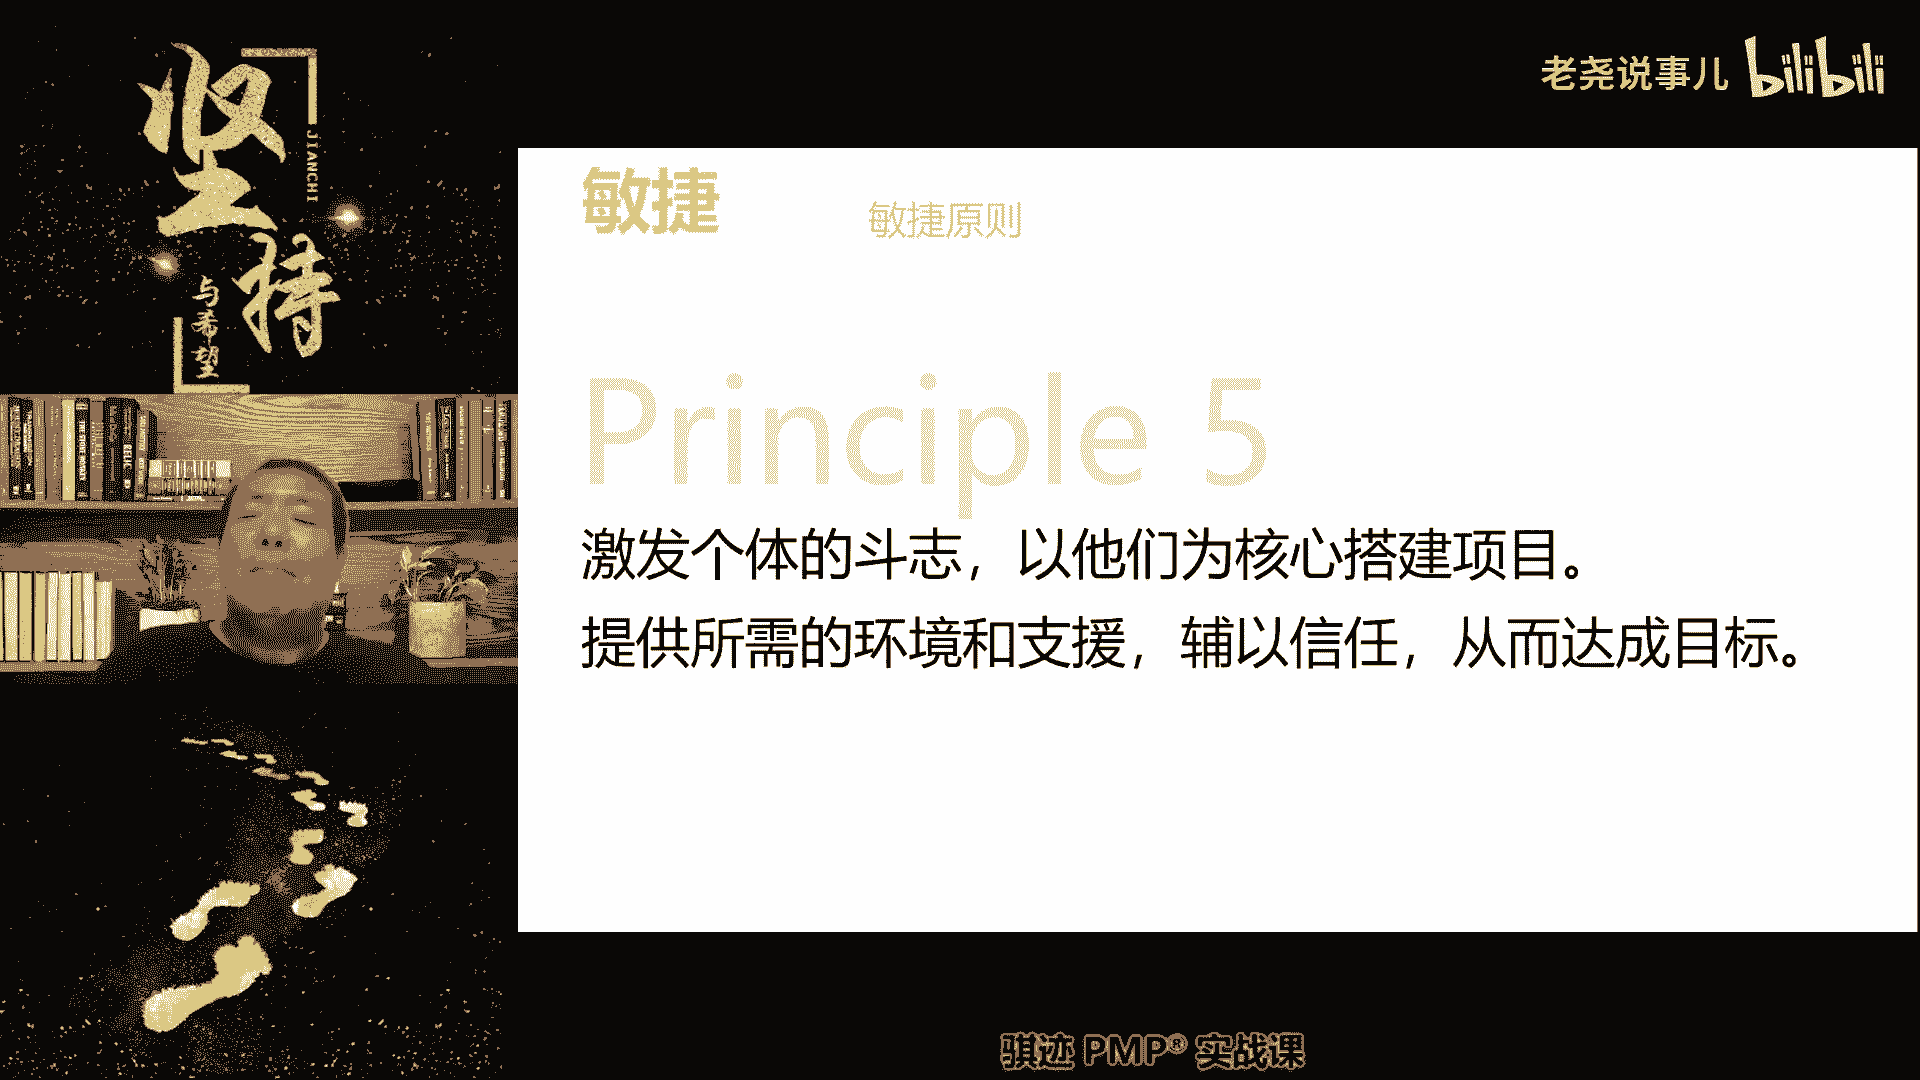 坚持
JIANCHI
与希望
老尧说事儿 bilibili
敏捷
敏捷原则
Principle 5
激发个体的斗志，以他们为核心搭建项目。
提供所需的环境和支援，辅以信任，从而达成目标。
骐迹 PMP® 实战课